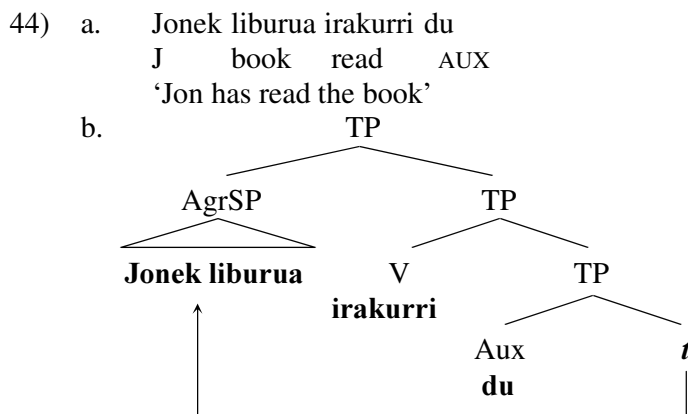 44) a. Jonek liburua irakurri du
J book read AUX
‘Jon has read the book’
b. TP
AgrSP TP
Jonek liburua V TP
irakurri
Aux t
du